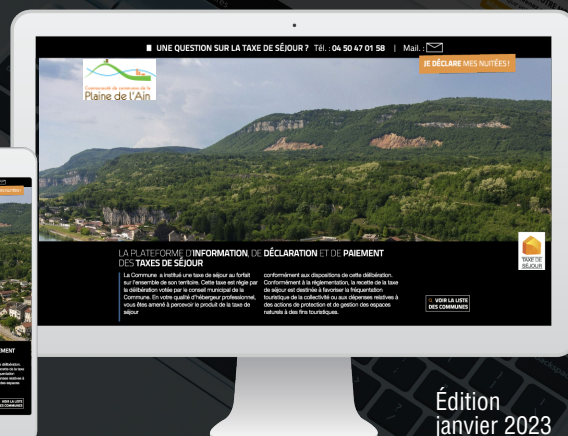 UNE QUESTION SUR LA TAXE DE SÉJOUR ? Tél. : 04 50 47 01 58 | Mail. :
JE DÉCLARE MES NUITÉES !
Communauté de communes de la
Plaine de l'Ain
LA PLATEFORME D'INFORMATION, DE DÉCLARATION ET DE PAIEMENT
DES TAXES DE SÉJOUR
La Commune a institué une taxe de séjour au forfait
sur l'ensemble de son territoire. Cette taxe est régie par
la délibération votée par le conseil municipal de la
Commune. En votre qualité d'hébergeur professionnel,
vous êtes amené à percevoir le produit de la taxe de
séjour
conformément aux dispositions de cette délibération.
Conformément à la réglementation, la recette de la taxe
de séjour est destinée à favoriser la fréquentation
touristique de la collectivité ou aux dépenses relatives à
des actions de protection et de gestion des espaces
naturels à des fins touristiques.
TAXE DE
SÉJOUR
VOIR LA LISTE
DES COMMUNES
Édition
janvier 2023